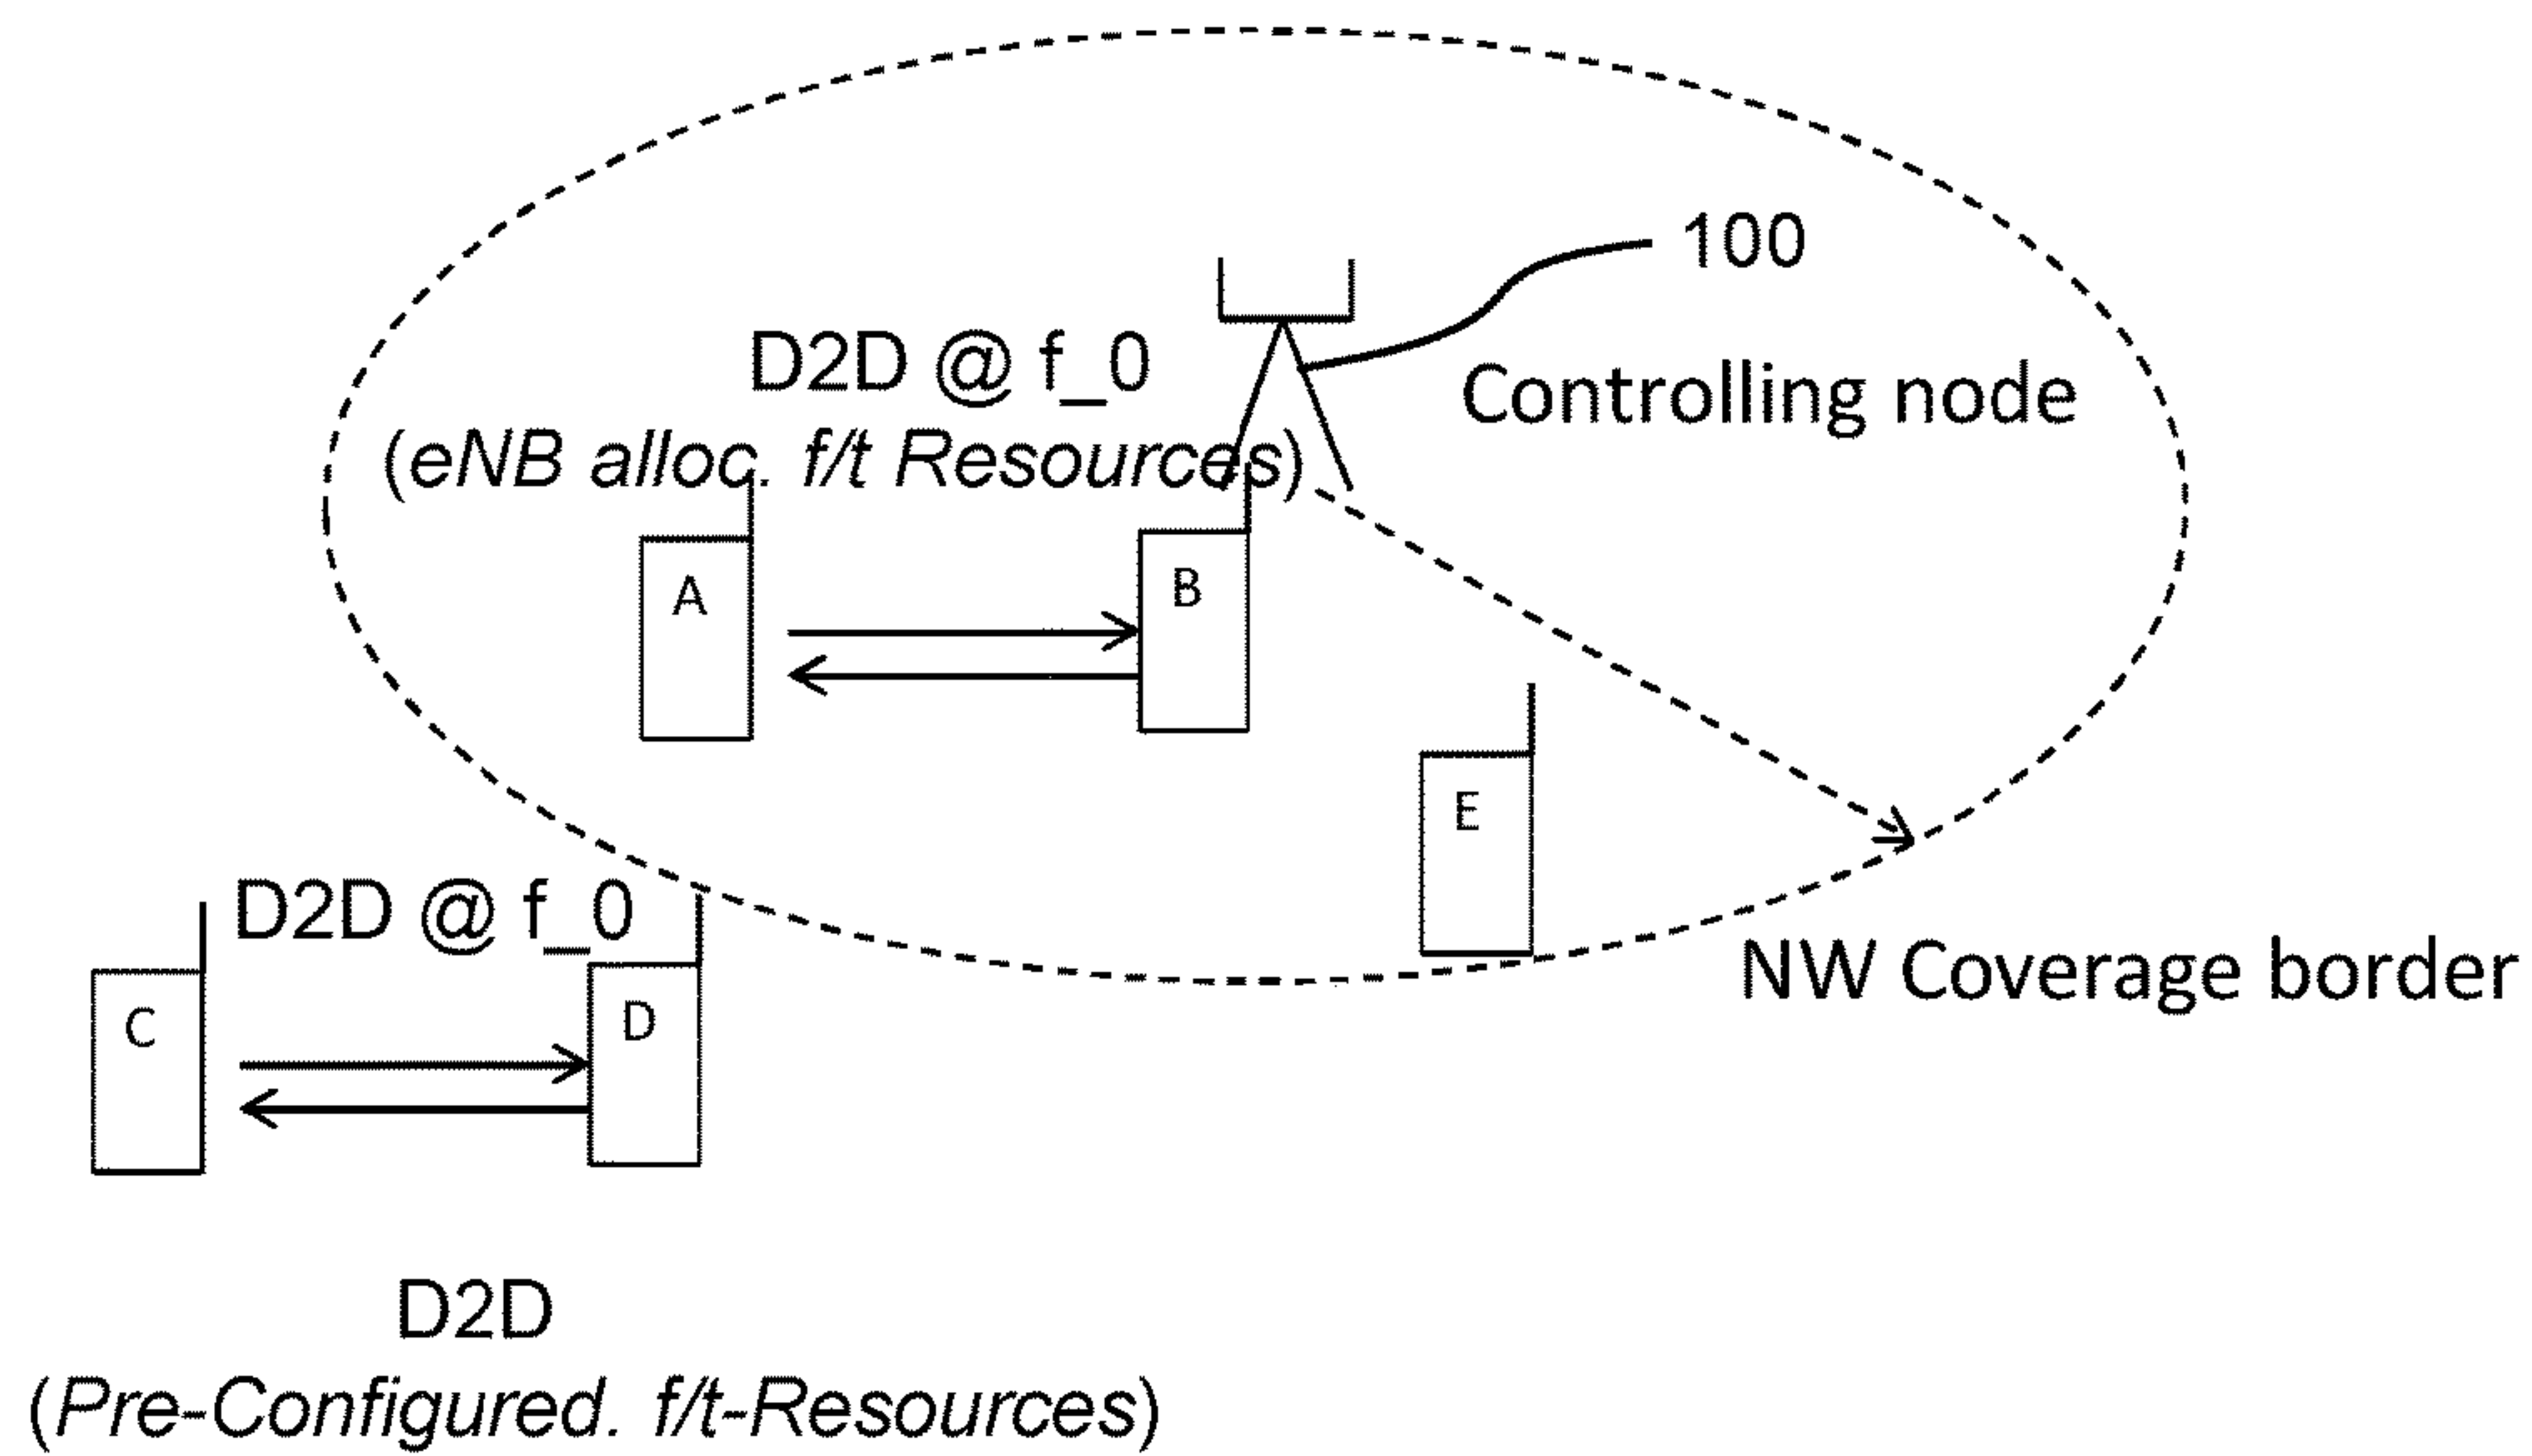 100
D2D @ f_0
Controlling node
(eNB alloc. f/t Resources)
A
B
E
D2D @ f_0
NW Coverage border
C
D
D2D
(Pre-Configured. f/t-Resources)